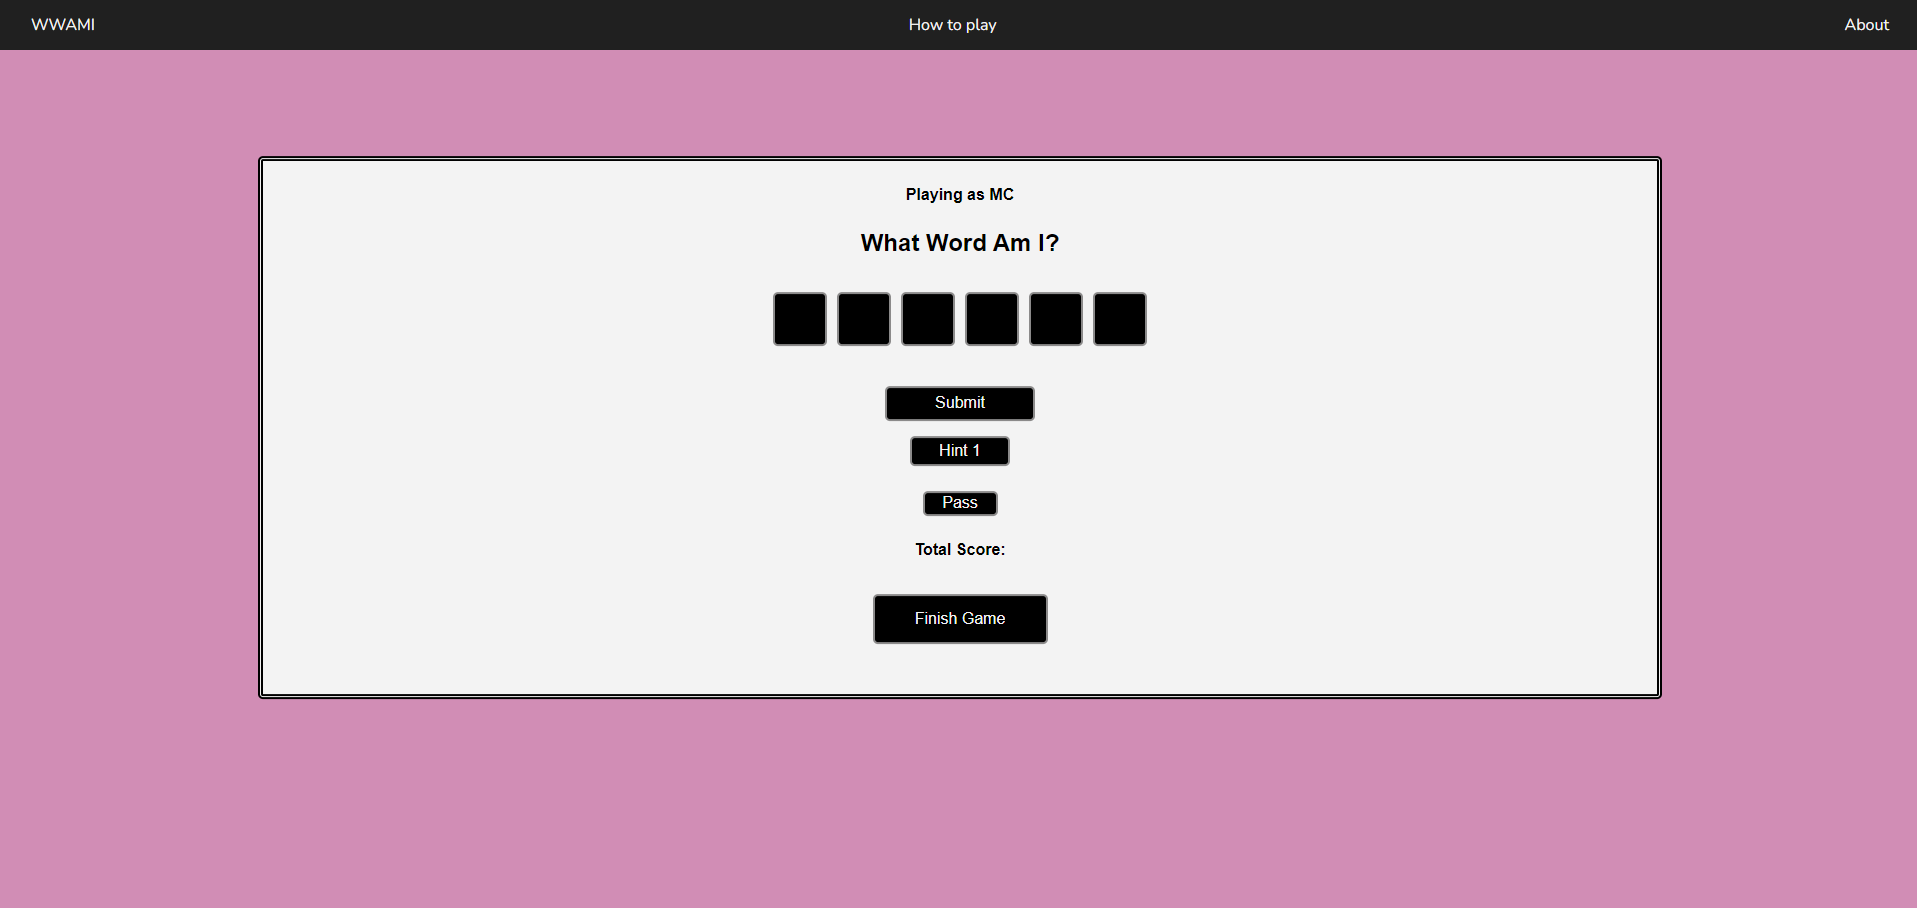 WWAMI How to play About
Playing as MC
What Word Am I?
Submit
Hint 1
Pass
Total Score:
Finish Game